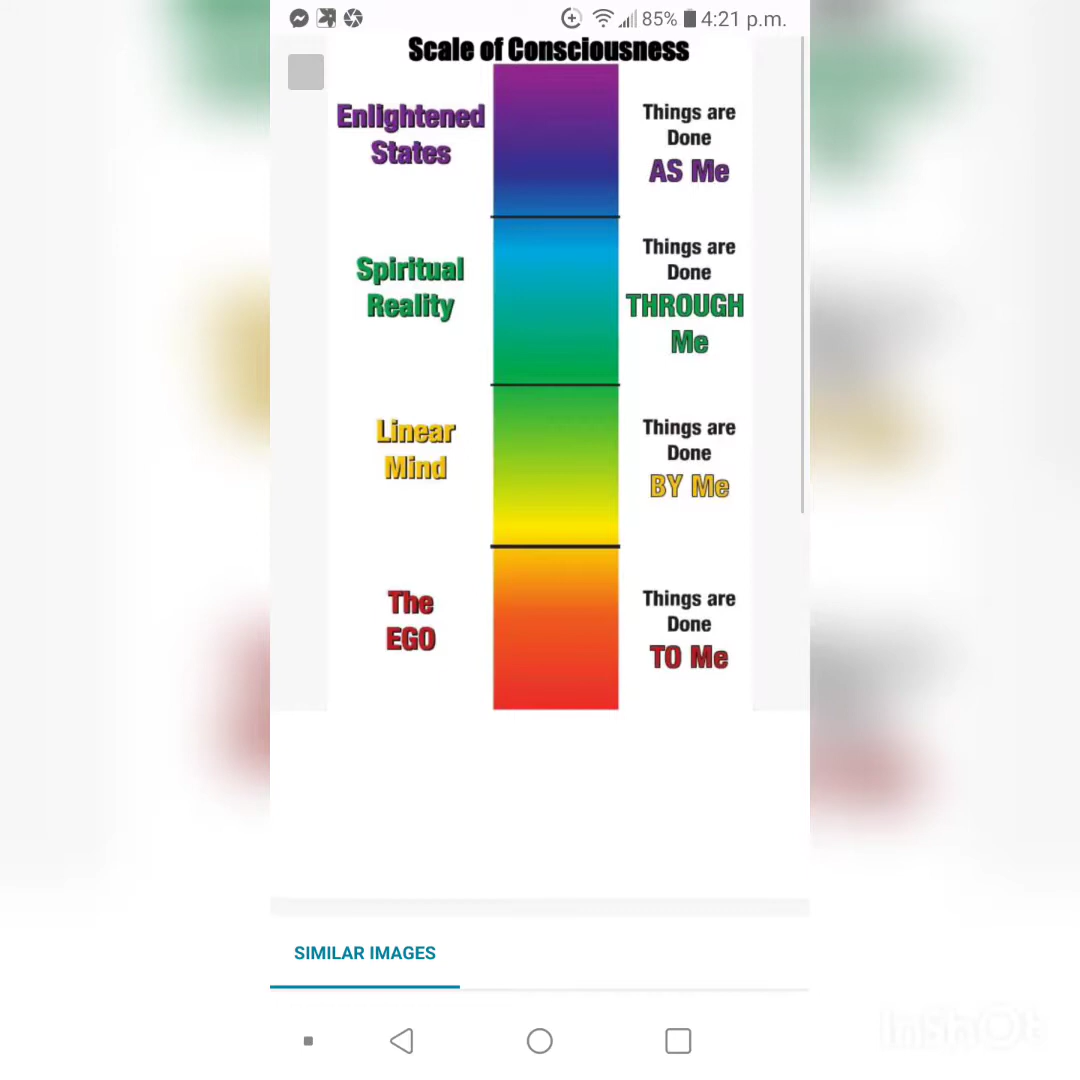 85% 4:21 p.m.
Scale of Consciousness
Enlightened
States
Things are
Done
AS Me
Spiritual
Reality
Things are
Done
THROUGH
Me
Linear
Mind
Things are
Done
BY Me
The
EGO
Things are
Done
TO Me
SIMILAR IMAGES
InShOt